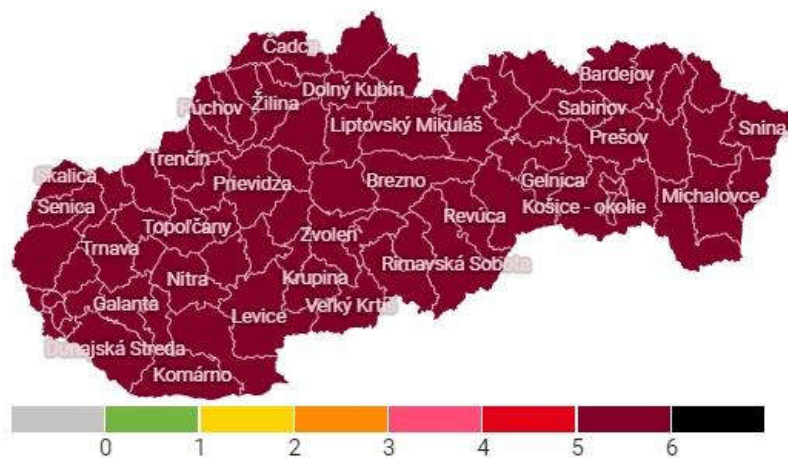 Čadca
Bardejov
Dolný Kubín
Púchov
Žilina
Sabinov
Liptovský Mikuláš
Prešov
Snina
Trenčín
Skalica
Prievidza
Brezno
Gelnica
Michalovce
Senica
Revúca
Košice - okolie
Topoľčany
Zvolen
Trnava
Rimavská Sobota
Nitra
Krupina
Galanta
Veľký Krtíš
Levice
Dunajská Streda
Komárno
0 1 2 3 4 5 6